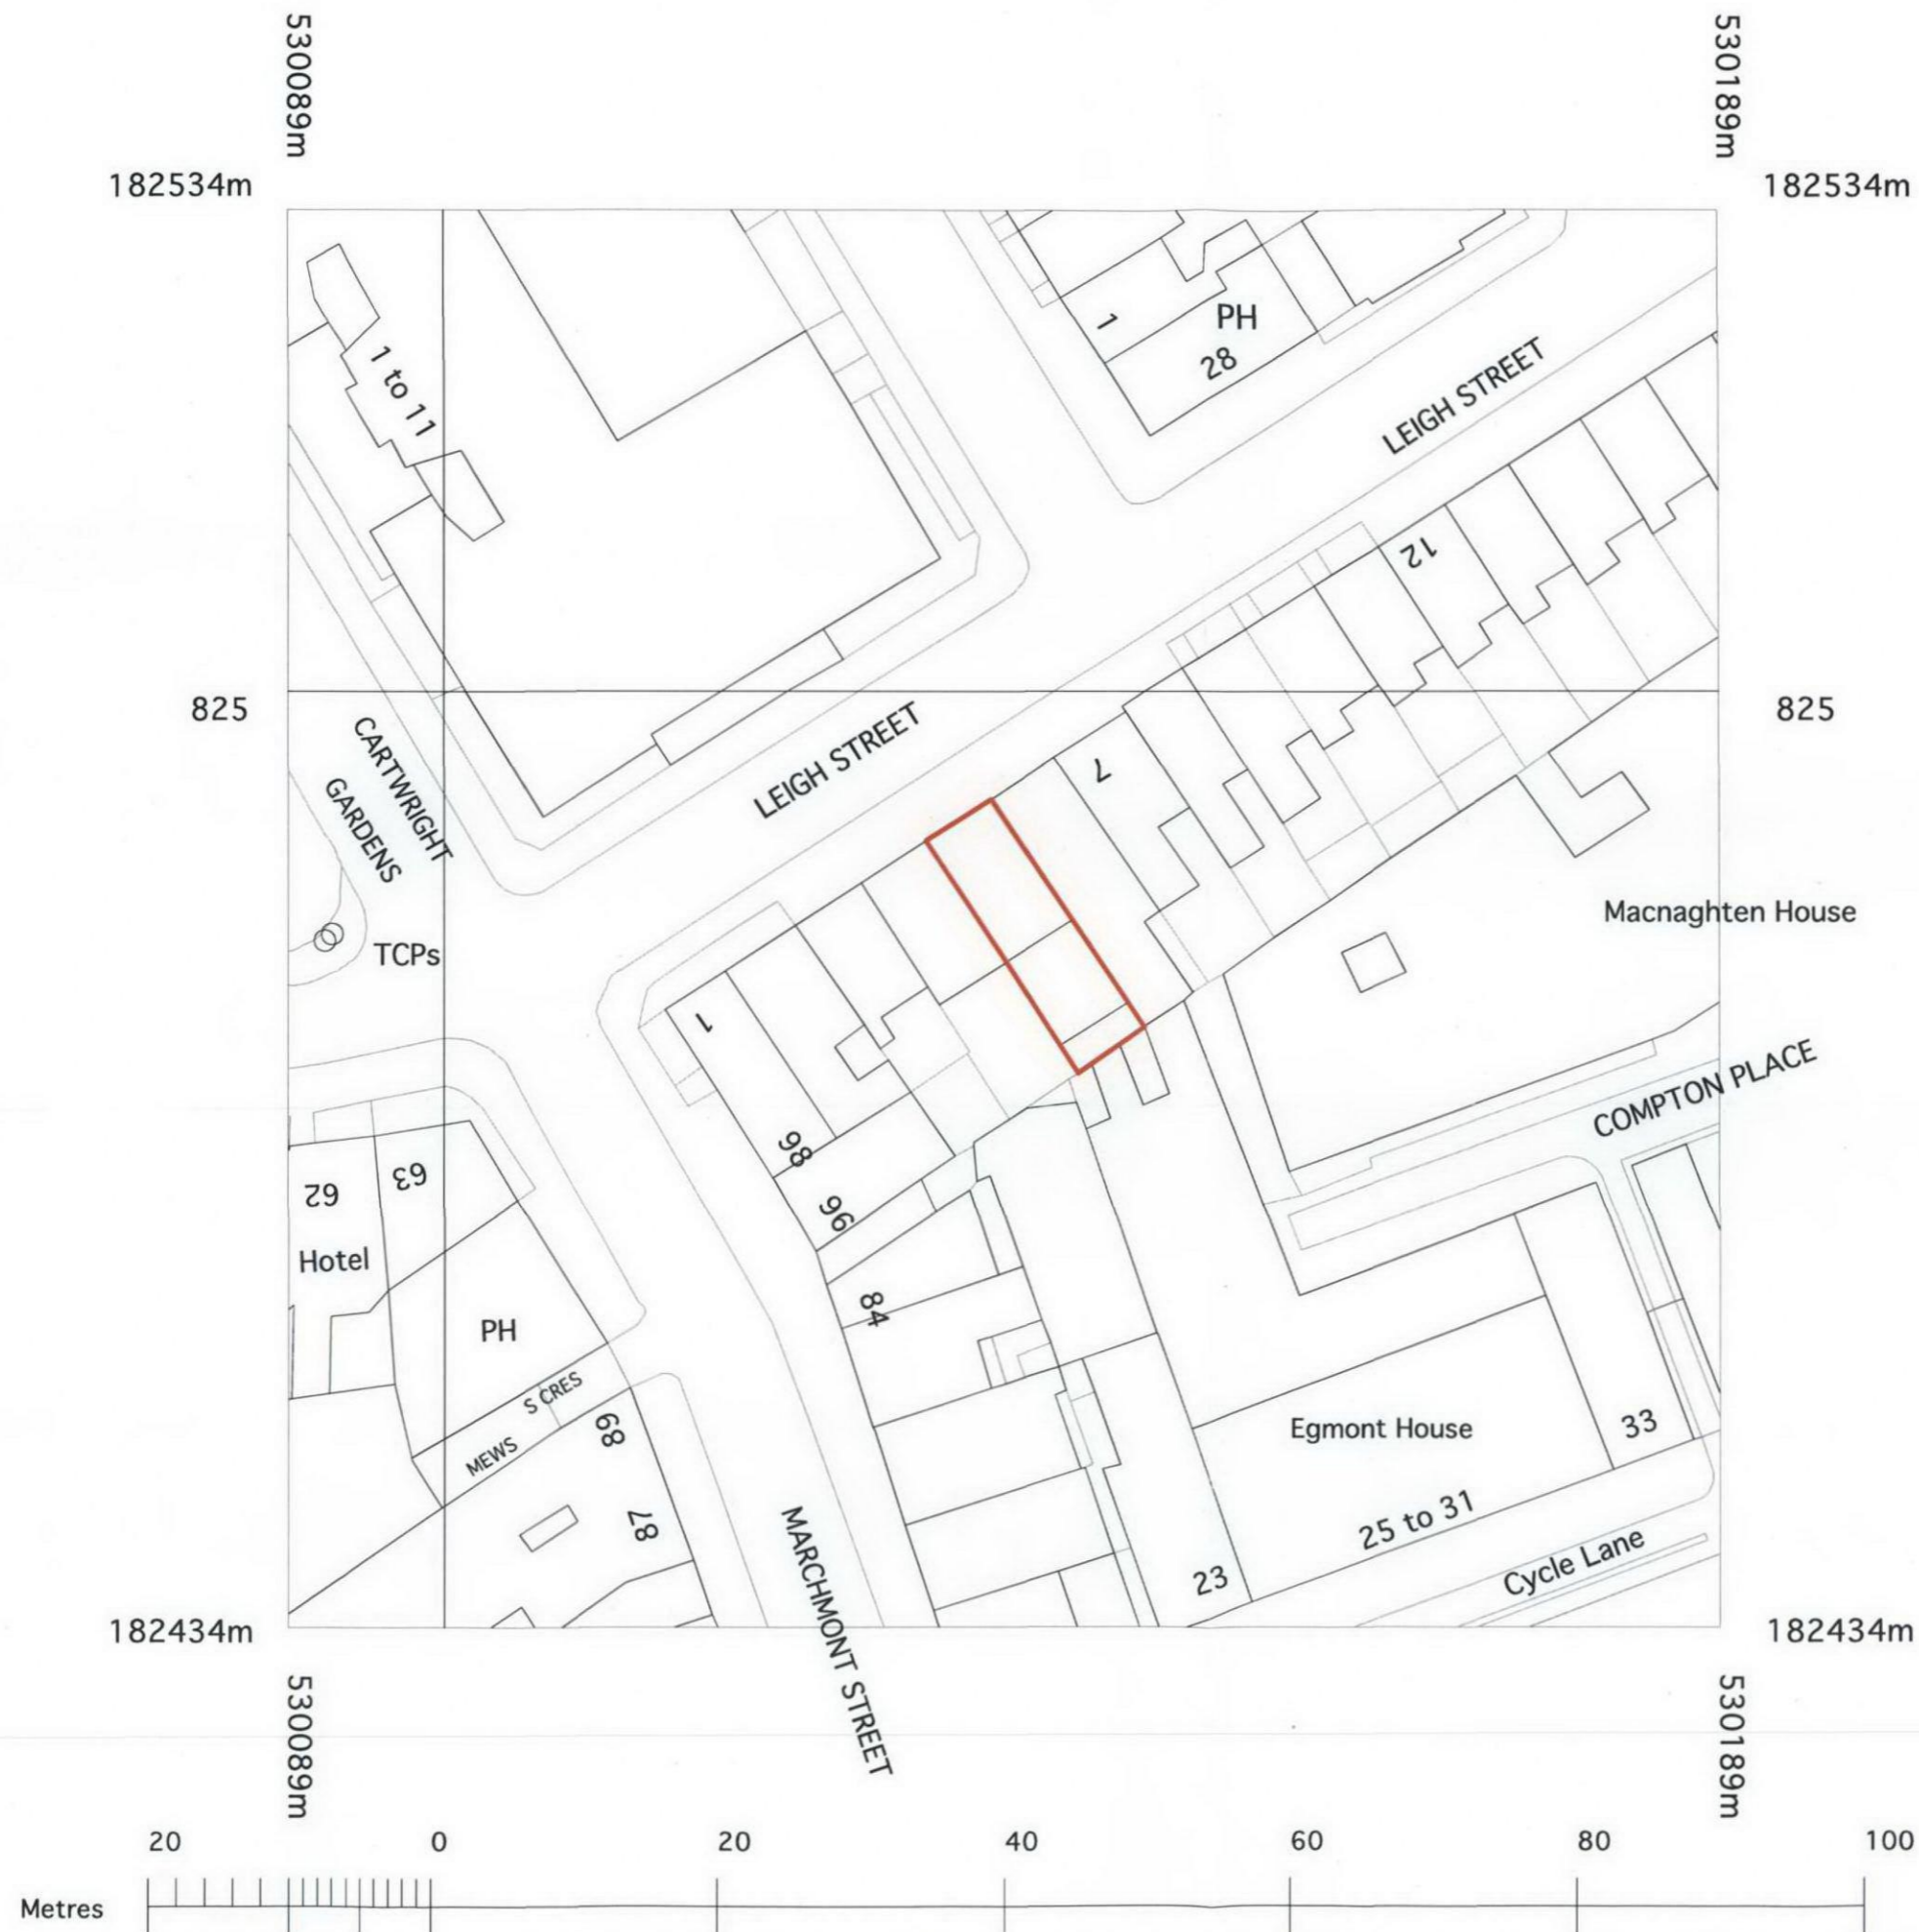 530089m
530189m
182534m
182534m
1 to 11
1
PH
28
LEIGH STREET
12
825
825
CARTWRIGHT
GARDENS
LEIGH STREET
7
Macnaghten House
TCPs
1
COMPTON PLACE
98
96
62
63
Hotel
84
PH
S CRES
MEWS
89
87
Egmont House
33
25 to 31
Cycle Lane
23
MARCHMONT STREET
182434m
182434m
530089m
530189m
20 0 20 40 60 80 100
Metres